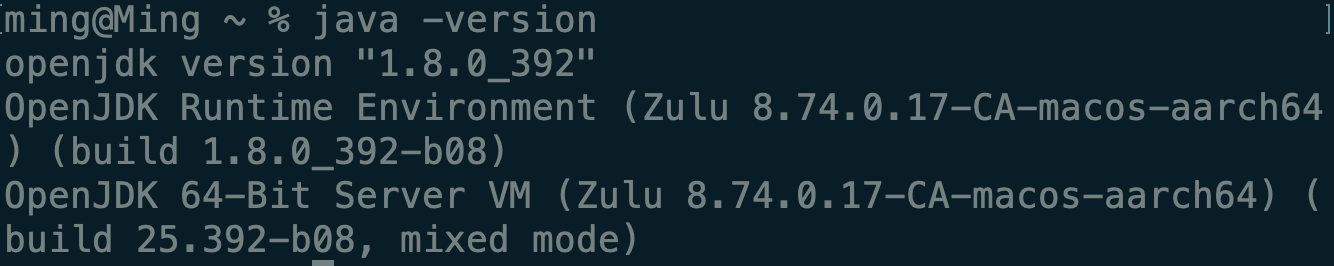 [ming@Ming ~ % java -version ]
openjdk version "1.8.0_392"
OpenJDK Runtime Environment (Zulu 8.74.0.17-CA-macos-aarch64
) (build 1.8.0_392-b08)
OpenJDK 64-Bit Server VM (Zulu 8.74.0.17-CA-macos-aarch64) (
build 25.392-b08, mixed mode)